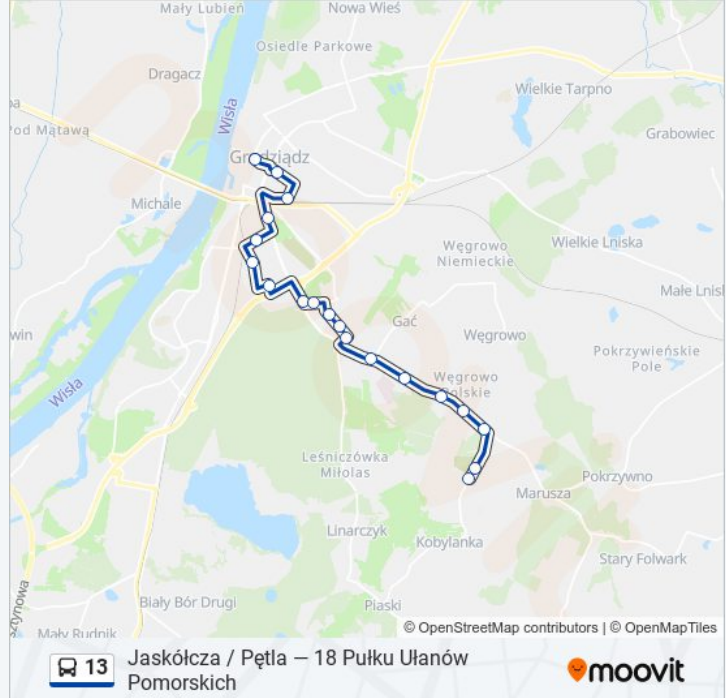 Mały Lubień
Nowa Wieś
Osiedle Parkowe
Dragacz
Wielkie Tarpno
Wisła
Pod Mątawą
Grabowiec
Grudziądz
Michale
Węgrowo
Niemieckie
Wielkie Lniska
Małe Lnisk
win
Gać
Węgrowo
Pokrzywieńskie
Pole
Wisła
Węgrowo
Polskie
Leśniczówka
Miłolas
Pokrzywno
Marusza
Linarczyk
Kobylanka
Stary Folwark
Biały Bór Drugi
Piaski
Mały Rudnik
© OpenStreetMap contributors | © OpenMapTiles
13
Jaskółcza / Pętla — 18 Pułku Ułanów
Pomorskich
moovit